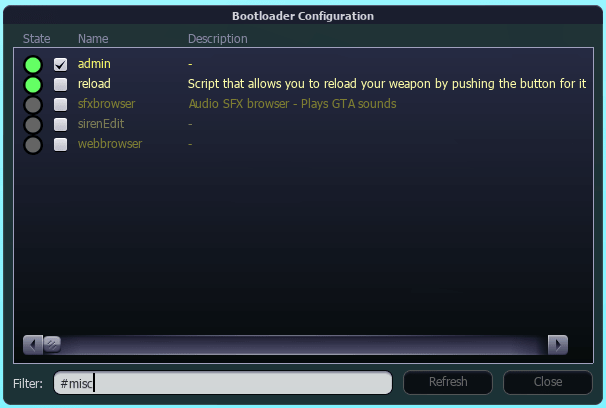 Bootloader Configuration
State Name Description
admin -
reload Script that allows you to reload your weapon by pushing the button for it
sfxbrowser Audio SFX browser - Plays GTA sounds
sirenEdit -
webbrowser -
Filter: #misc Refresh Close